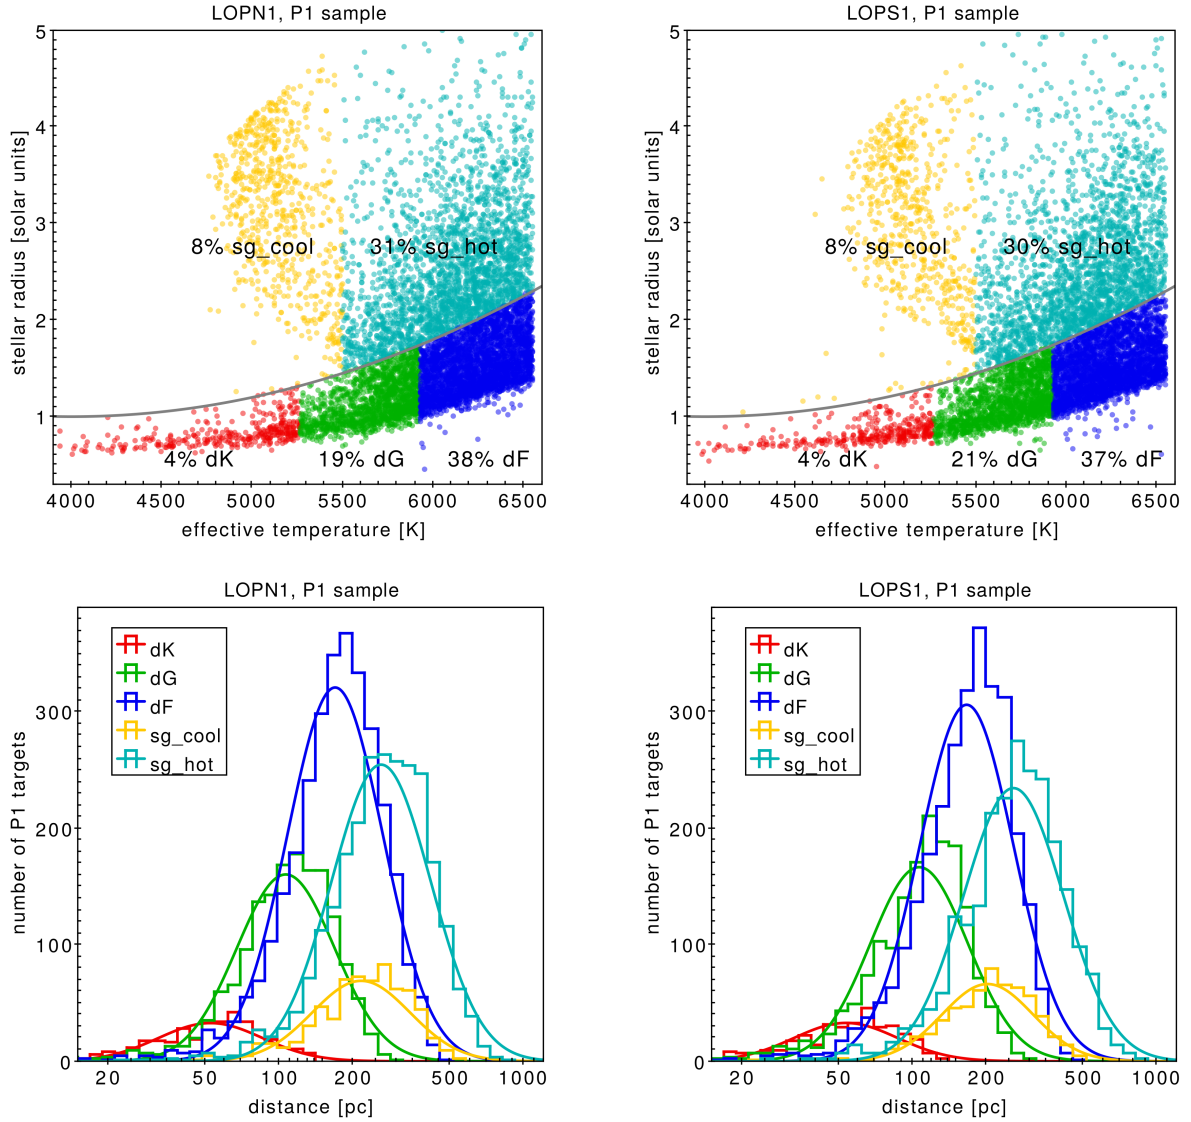 LOPN1, P1 sample
5
4
3
2
1
stellar radius [solar units]
8% sg_cool
31% sg_hot
4% dK
19% dG
38% dF
4000
4500
5000
5500
6000
6500
effective temperature [K]
LOPS1, P1 sample
5
4
3
2
1
stellar radius [solar units]
8% sg_cool
30% sg_hot
4% dK
21% dG
37% dF
4000
4500
5000
5500
6000
6500
effective temperature [K]
LOPN1, P1 sample
dK
dG
dF
sg_cool
sg_hot
300
200
100
0
number of P1 targets
20
50
100
200
500
1000
distance [pc]
LOPS1, P1 sample
dK
dG
dF
sg_cool
sg_hot
300
200
100
0
number of P1 targets
20
50
100
200
500
1000
distance [pc]